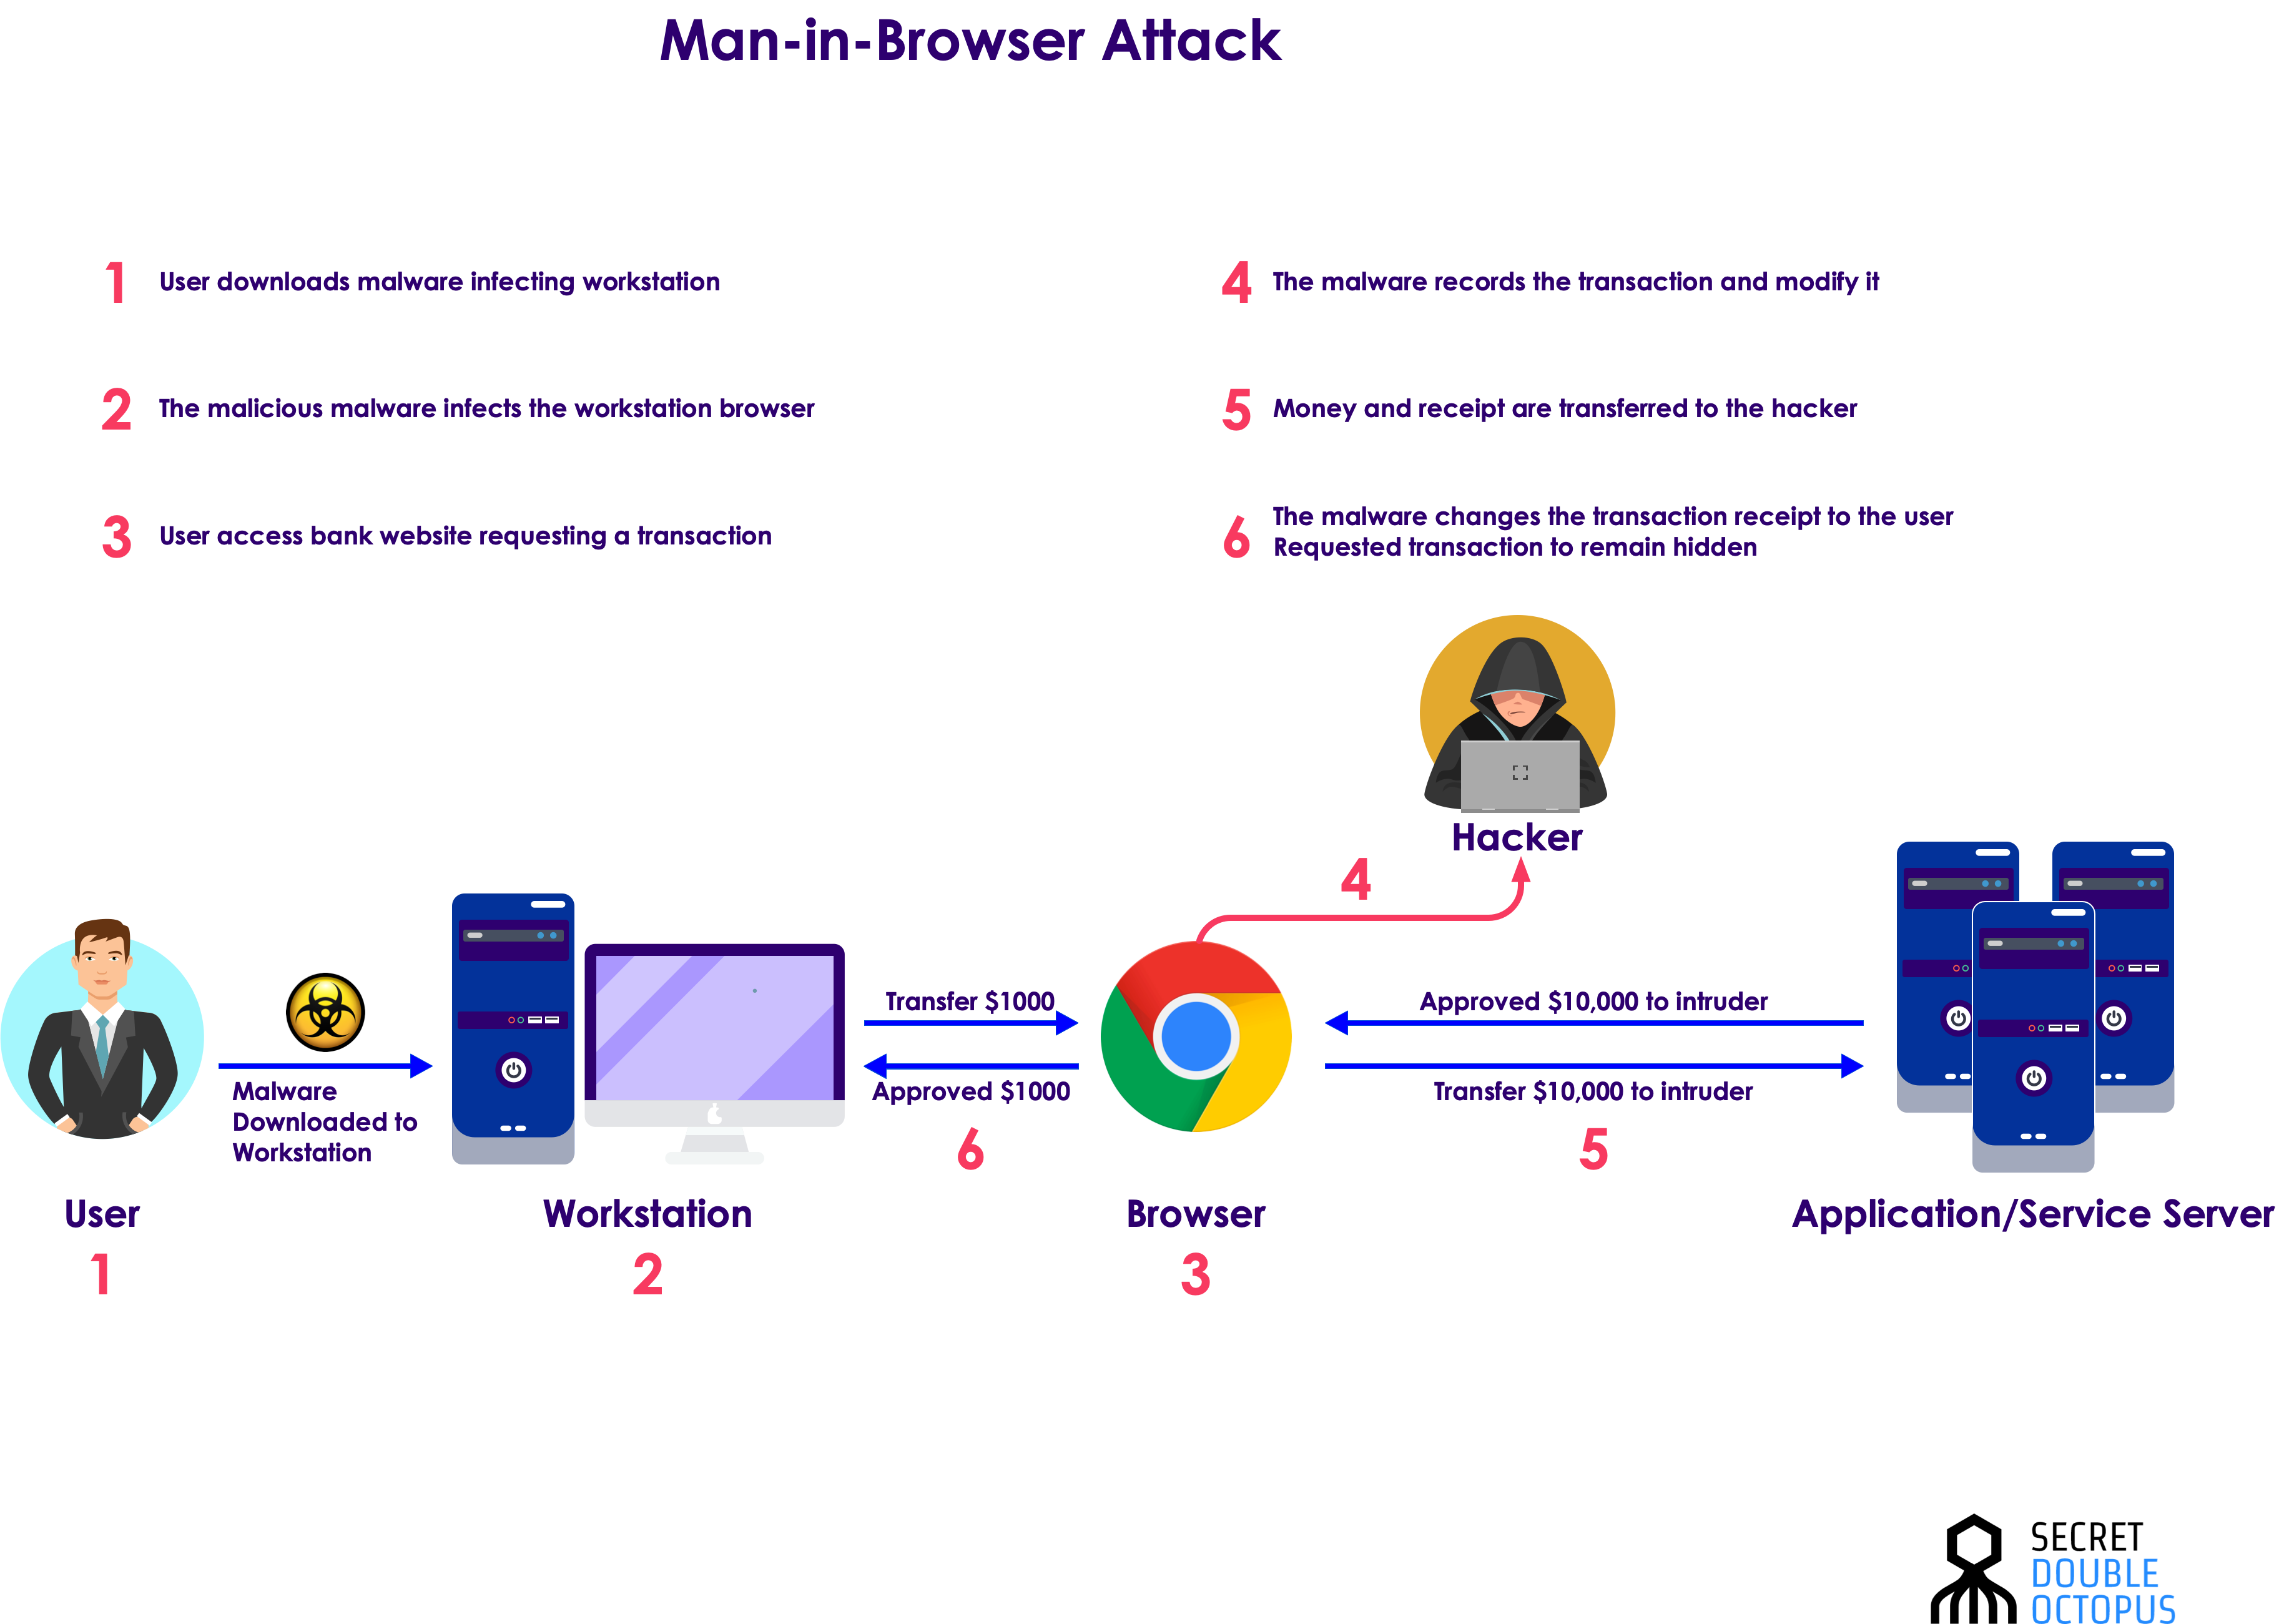 Man-in-Browser Attack
1 User downloads malware infecting workstation
2 The malicious malware infects the workstation browser
3 User access bank website requesting a transaction
4 The malware records the transaction and modify it
5 Money and receipt are transferred to the hacker
6 The malware changes the transaction receipt to the user
Requested transaction to remain hidden
Hacker
4
Transfer $1000
Approved $10,000 to intruder
Malware
Downloaded to
Workstation
Approved $1000
Transfer $10,000 to intruder
6
5
User
Workstation
Browser
Application/Service Server
1
2
3
SECRET
DOUBLE
OCTOPUS